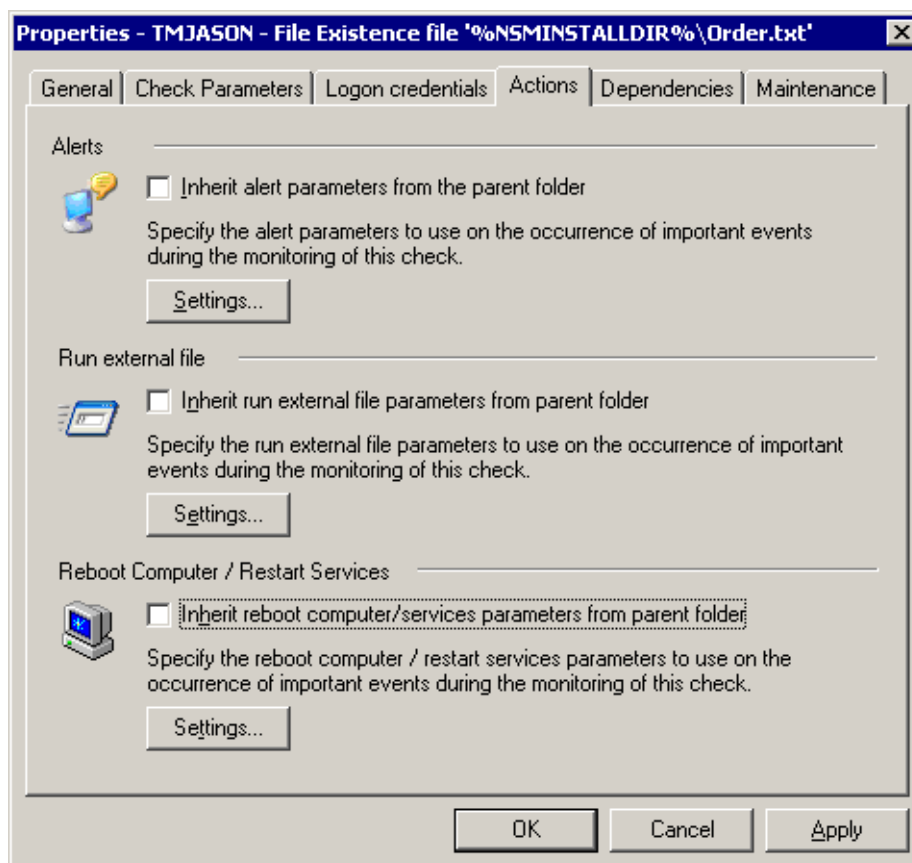 Properties - TMJASON - File Existence file '%NSMINSTALLDIR%\Order.txt'
General Check Parameters Logon credentials Actions Dependencies Maintenance
Alerts
Inherit alert parameters from the parent folder
Specify the alert parameters to use on the occurrence of important events
during the monitoring of this check.
Settings...
Run external file
Inherit run external file parameters from parent folder
Specify the run external file parameters to use on the occurrence of important
events during the monitoring of this check.
Settings...
Reboot Computer / Restart Services
Inherit reboot computer/services parameters from parent folder
Specify the reboot computer / restart services parameters to use on the
occurrence of important events during the monitoring of this check.
Settings...
OK Cancel Apply